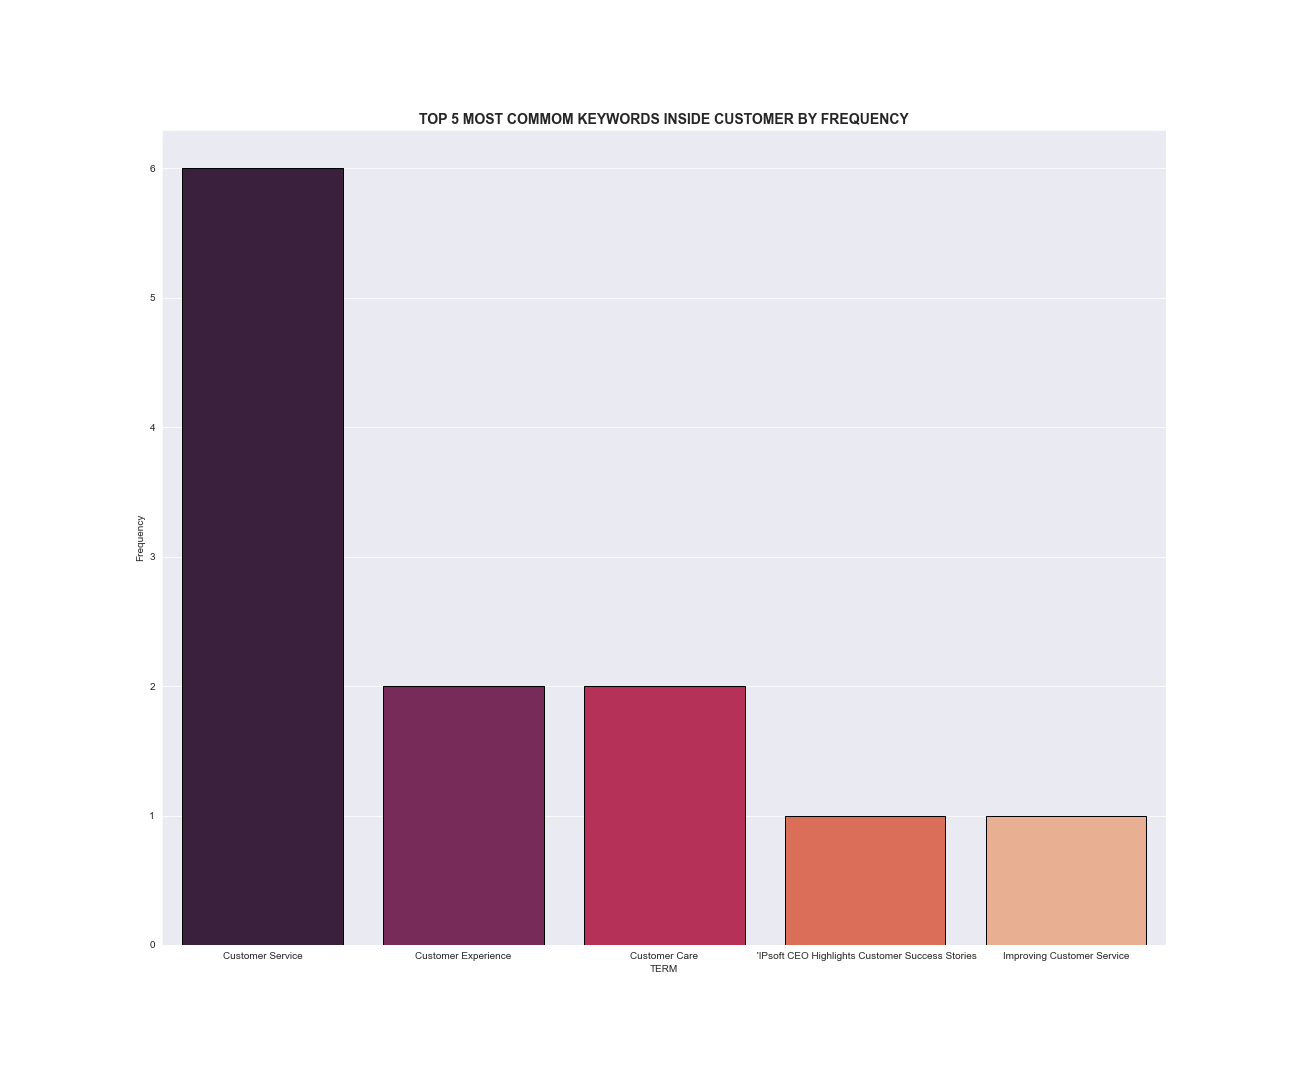 TOP 5 MOST COMMOM KEYWORDS INSIDE CUSTOMER BY FREQUENCY
6
5
4
3
2
1
0
Frequency
Customer Service
Customer Experience
Customer Care
'IPsoft CEO Highlights Customer Success Stories
Improving Customer Service
TERM